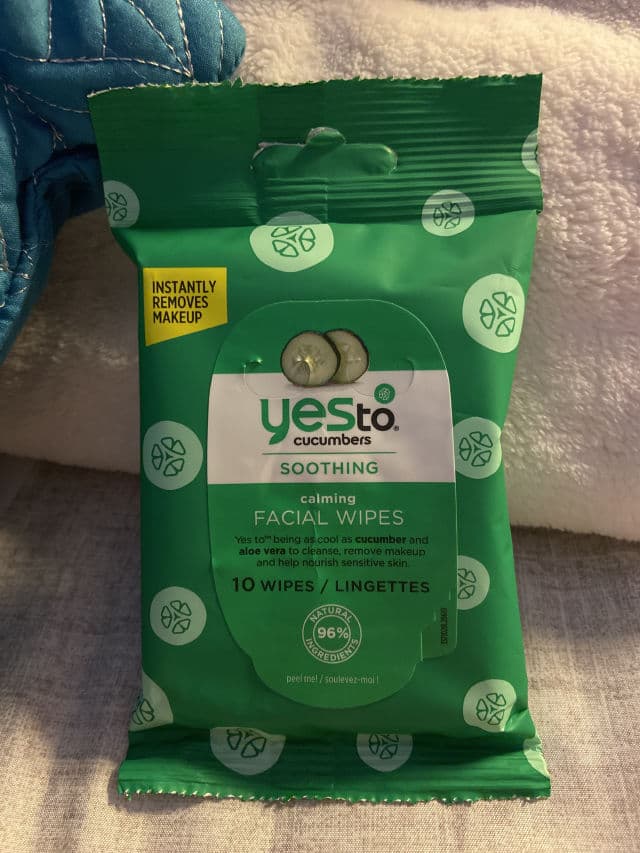 INSTANTLY
REMOVES
MAKEUP
yes to®
cucumbers
SOOTHING
calming
FACIAL WIPES
Yes to™ being as cool as cucumber and
aloe vera to cleanse, remove makeup
and help nourish sensitive skin.
10 WIPES / LINGETTES
NATURAL
96%
INGREDIENTS
peel me! / soulevez-moi !